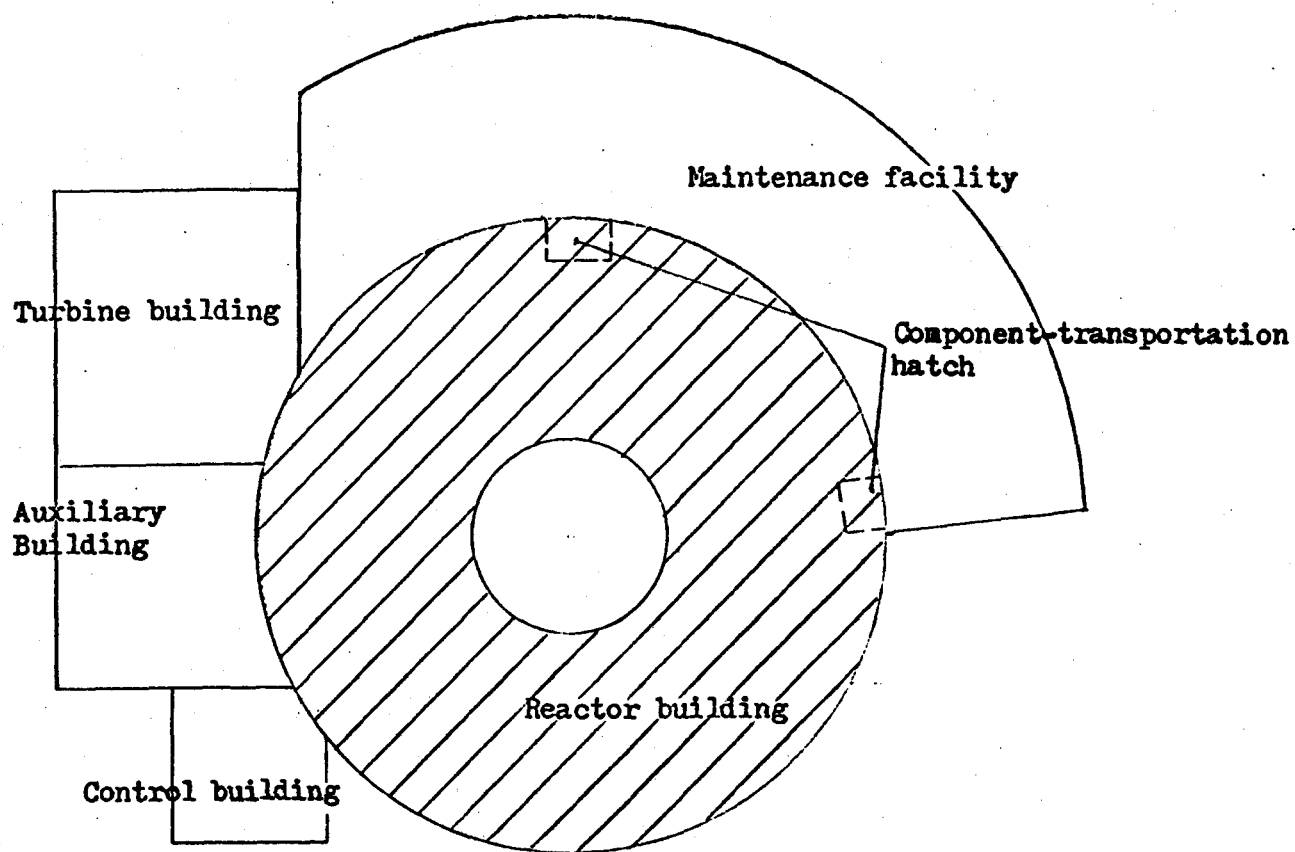 Maintenance facility
Turbine building
Component-transportation
hatch
Auxiliary
Building
Reactor building
Control building